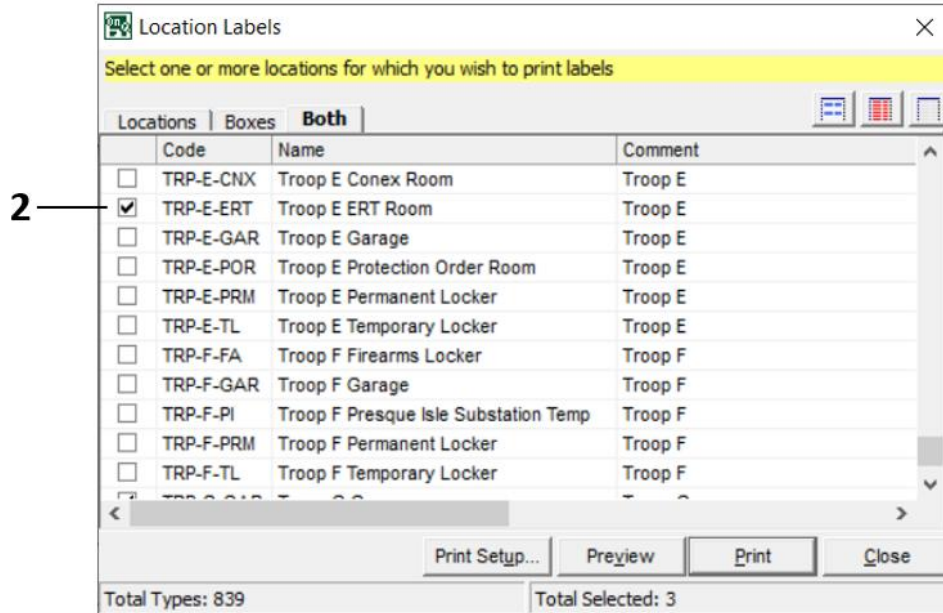 Location Labels
Select one or more locations for which you wish to print labels
Locations Boxes Both
Code Name Comment
TRP-E-CNX Troop E Conex Room Troop E
2 TRP-E-ERT Troop E ERT Room Troop E
TRP-E-GAR Troop E Garage Troop E
TRP-E-POR Troop E Protection Order Room Troop E
TRP-E-PRM Troop E Permanent Locker Troop E
TRP-E-TL Troop E Temporary Locker Troop E
TRP-F-FA Troop F Firearms Locker Troop F
TRP-F-GAR Troop F Garage Troop F
TRP-F-PI Troop F Presque Isle Substation Temp Troop F
TRP-F-PRM Troop F Permanent Locker Troop F
TRP-F-TL Troop F Temporary Locker Troop F
Print Setup... Preview Print Close
Total Types: 839 Total Selected: 3